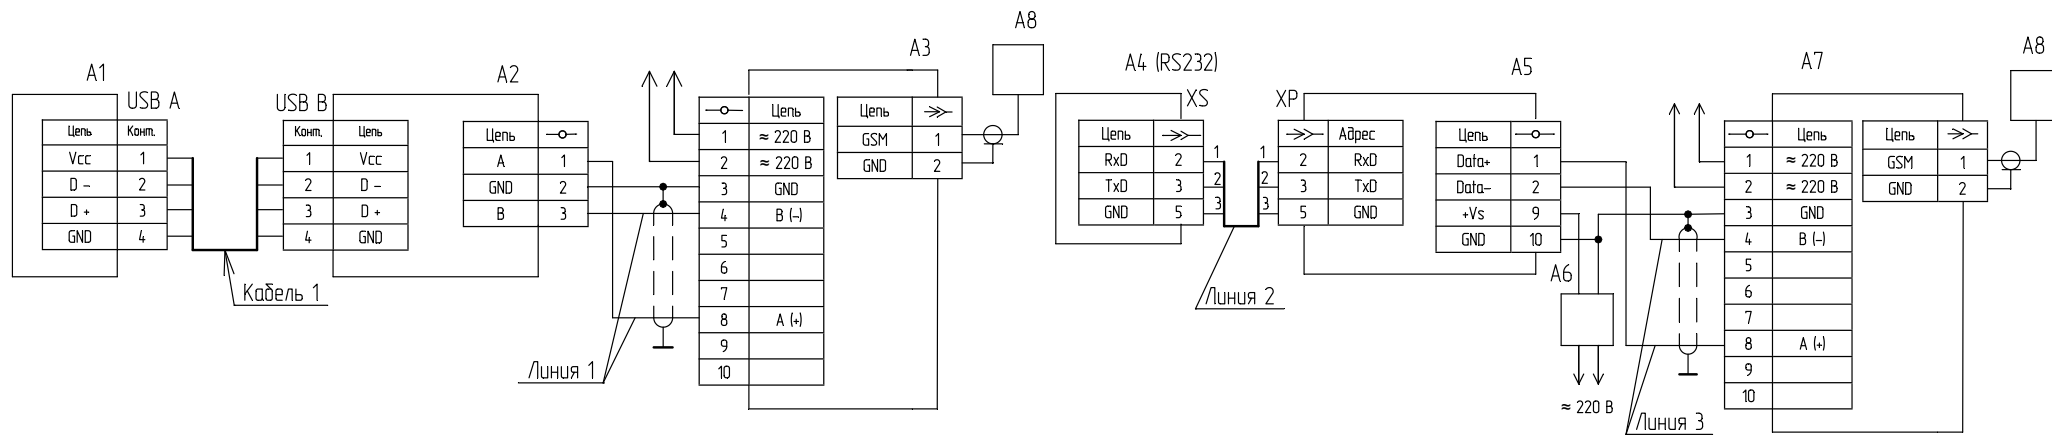 A1
USB A
Цепь Конт.
Vcc 1
D – 2
D + 3
GND 4
Кабель 1
USB B
Конт. Цепь
1 Vcc
2 D –
3 D +
4 GND
A2
Цепь
A 1
GND 2
B 3
Линия 1
A3
Цепь
1 ≈ 220 В
2 ≈ 220 В
3 GND
4 B (–)
5
6
7
8 A (+)
9
10
Цепь
GSM 1
GND 2
A8
A4 (RS232)
XS
Цепь
RxD 2
TxD 3
GND 5
1
2
3
Линия 2
XP
1
2
3
Адрес
2 RxD
3 TxD
5 GND
A5
Цепь
Data+ 1
Data– 2
+Vs 9
GND 10
A6
≈ 220 В
Линия 3
A7
Цепь
1 ≈ 220 В
2 ≈ 220 В
3 GND
4 B (–)
5
6
7
8 A (+)
9
10
Цепь
GSM 1
GND 2
A8